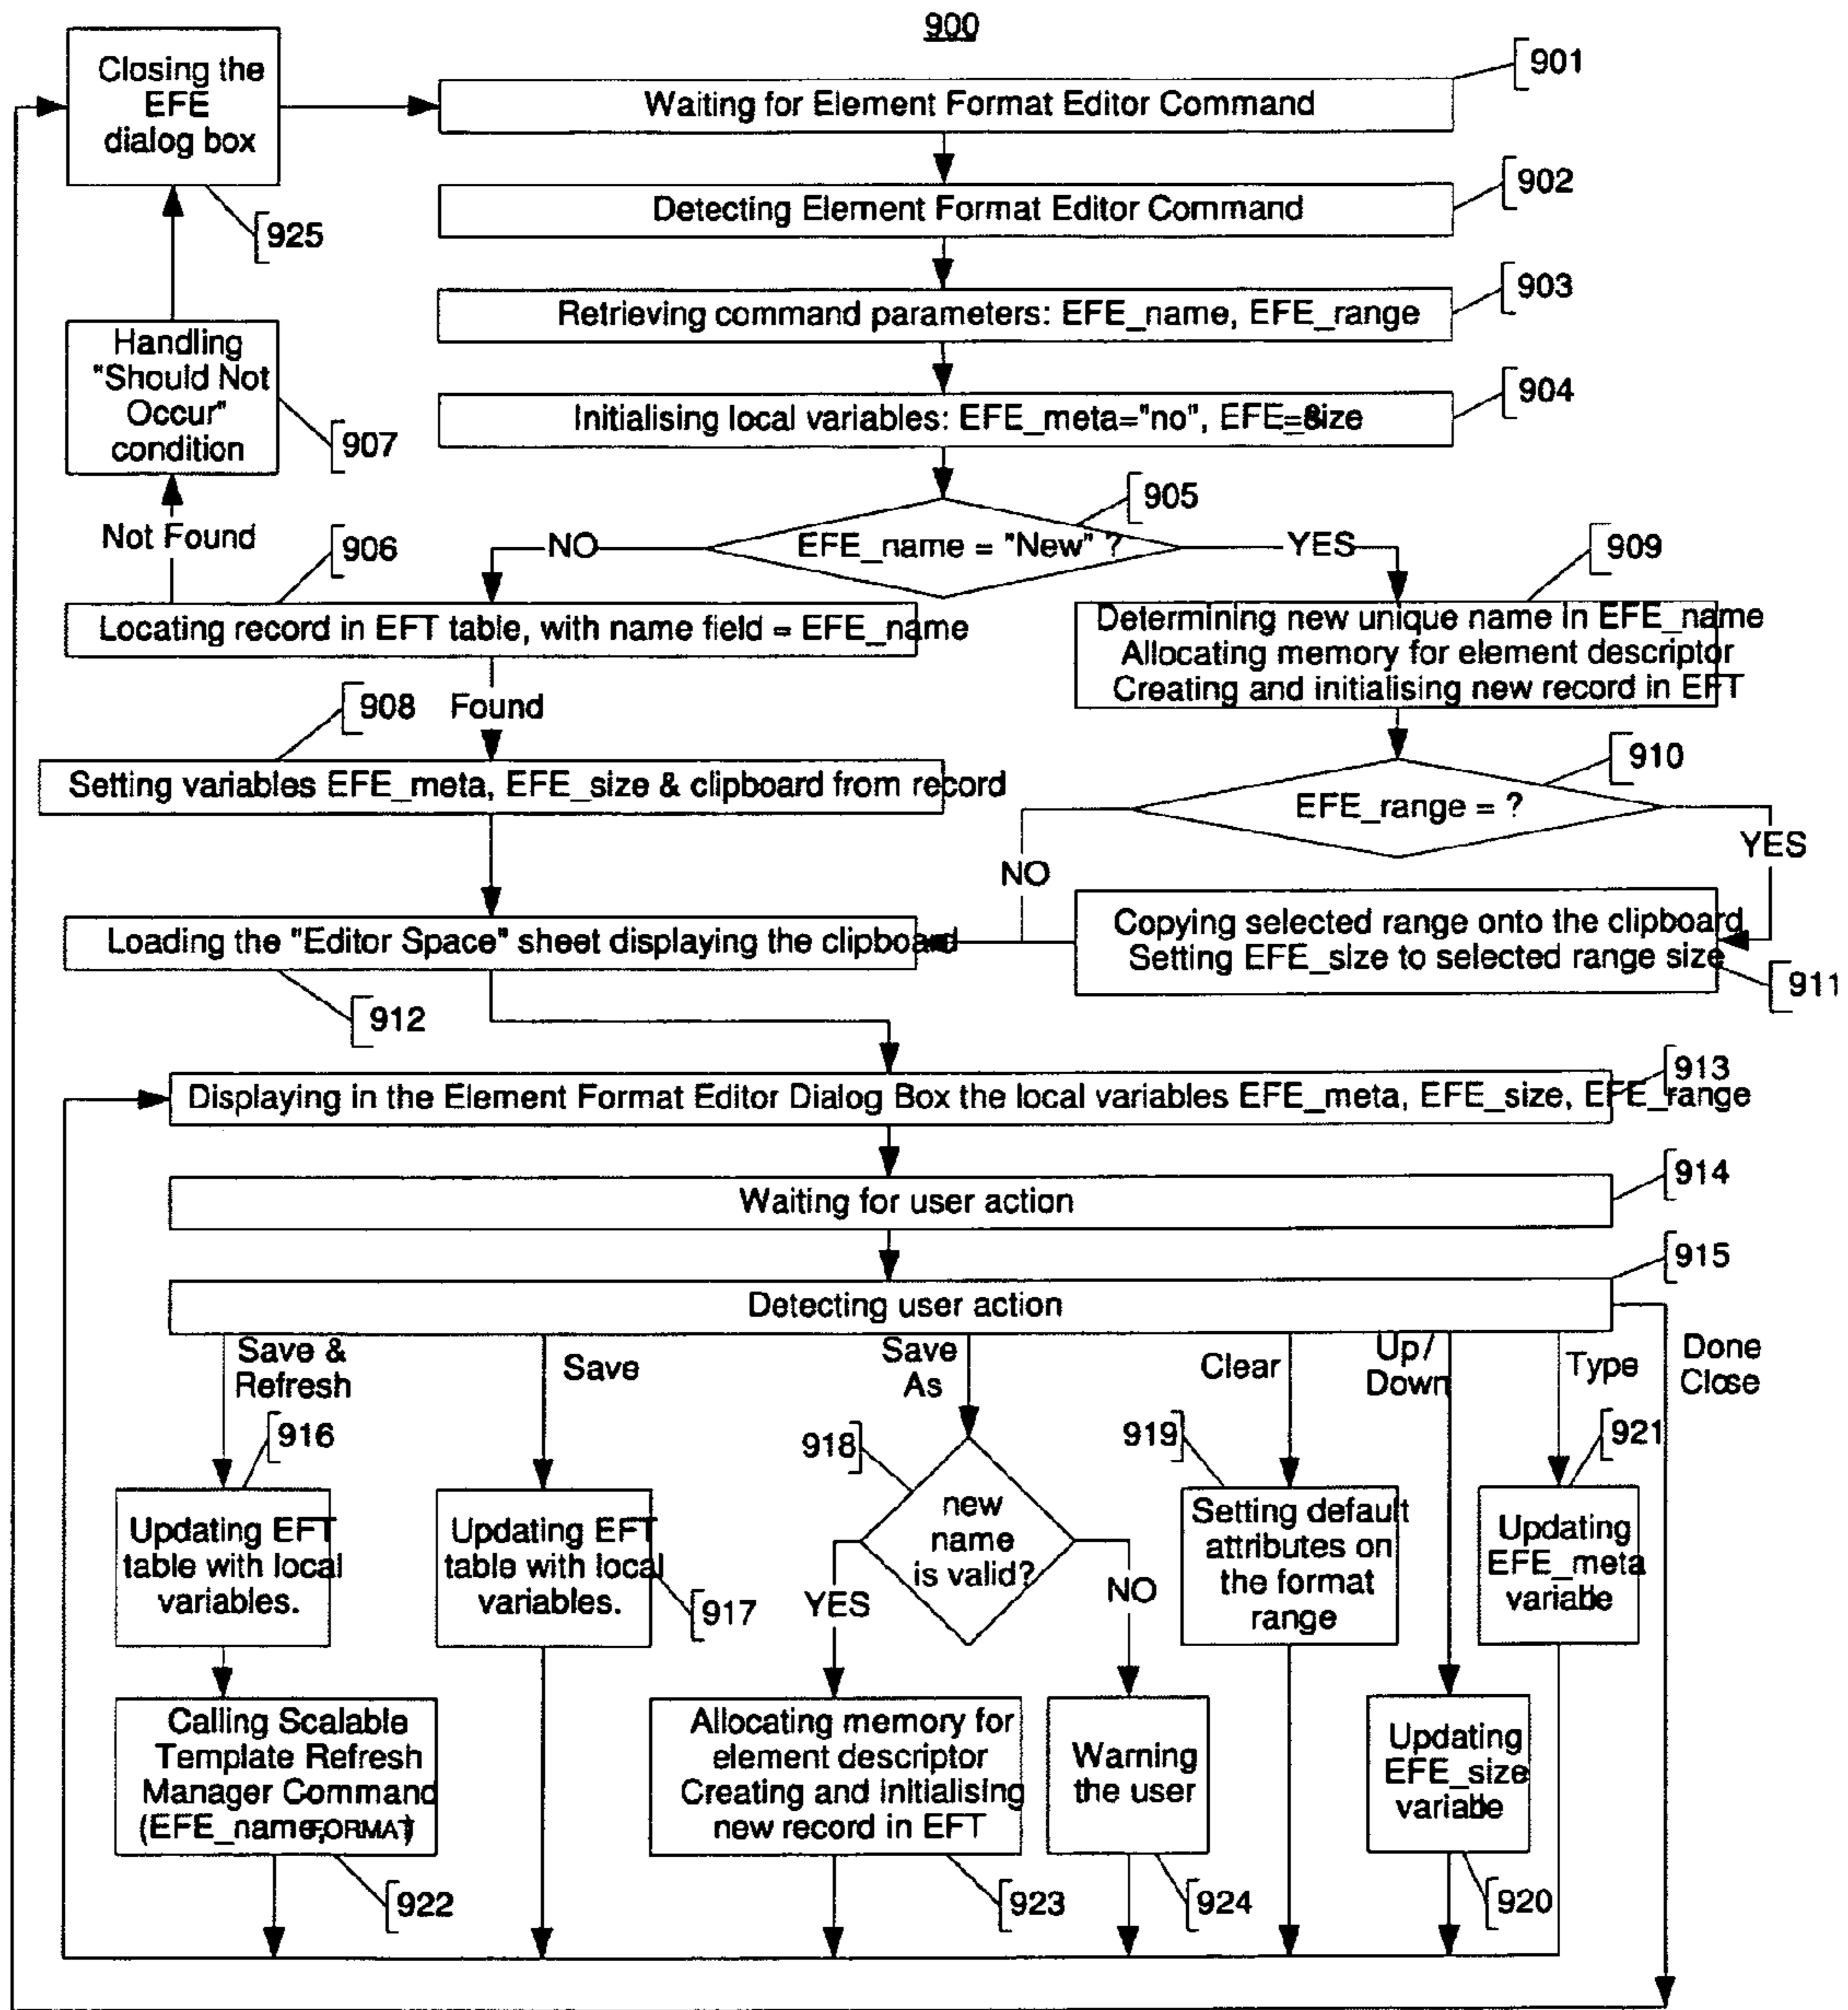 900
Closing the
EFE
dialog box
925
Waiting for Element Format Editor Command
901
Detecting Element Format Editor Command
902
Retrieving command parameters: EFE_name, EFE_range
903
Initialising local variables: EFE_meta="no", EFE_size
904
Handling
"Should Not
Occur"
condition
907
Not Found
906
NO
EFE_name = "New" ?
905
YES
909
Locating record in EFT table, with name field = EFE_name
Determining new unique name in EFE_name
Allocating memory for element descriptor
Creating and initialising new record in EFT
908
Found
910
Setting variables EFE_meta, EFE_size & clipboard from record
EFE_range = ?
YES
NO
Loading the "Editor Space" sheet displaying the clipboard
Copying selected range onto the clipboard
Setting EFE_size to selected range size
911
912
Displaying in the Element Format Editor Dialog Box the local variables EFE_meta, EFE_size, EFE_range
913
Waiting for user action
914
Detecting user action
915
Save &
Refresh
Save
Save
As
Clear
Up/
Down
Type
Done
Close
916
918
919
921
Updating EFT
table with local
variables.
Updating EFT
table with local
variables.
917
new
name
is valid?
YES
NO
Setting default
attributes on
the format
range
Updating
EFE_meta
variable
Calling Scalable
Template Refresh
Manager Command
(EFE_name,FORMAT)
922
Allocating memory for
element descriptor
Creating and initialising
new record in EFT
923
Warning
the user
924
Updating
EFE_size
variable
920